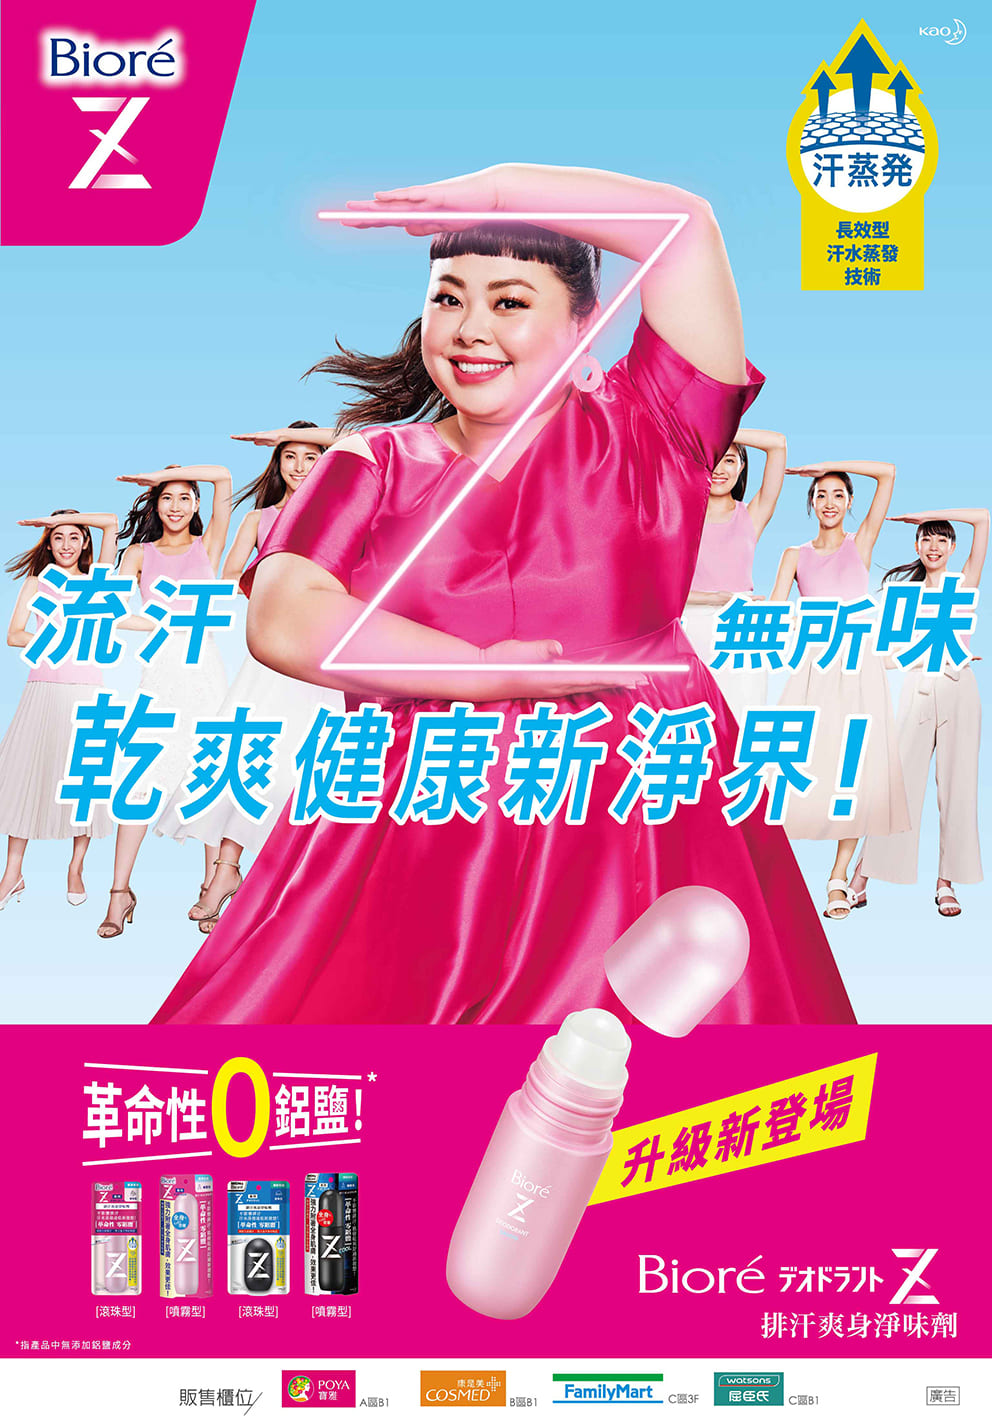 Bioré
Z
Kao
汗蒸発
長效型
汗水蒸發
技術
流汗 無所味
乾爽健康新淨界!
革命性0鋁鹽!*
升級新登場
Bioré
Z
DEODORANT
[滾珠型] [噴霧型] [滾珠型] [噴霧型]
Bioré デオドラント Z
排汗爽身淨味劑
*指產品中無添加鋁鹽成分
販售櫃位
POYA
寶雅
A區B1
康是美
COSMED
B區B1
FamilyMart
C區3F
watsons
屈臣氏
C區B1
廣告